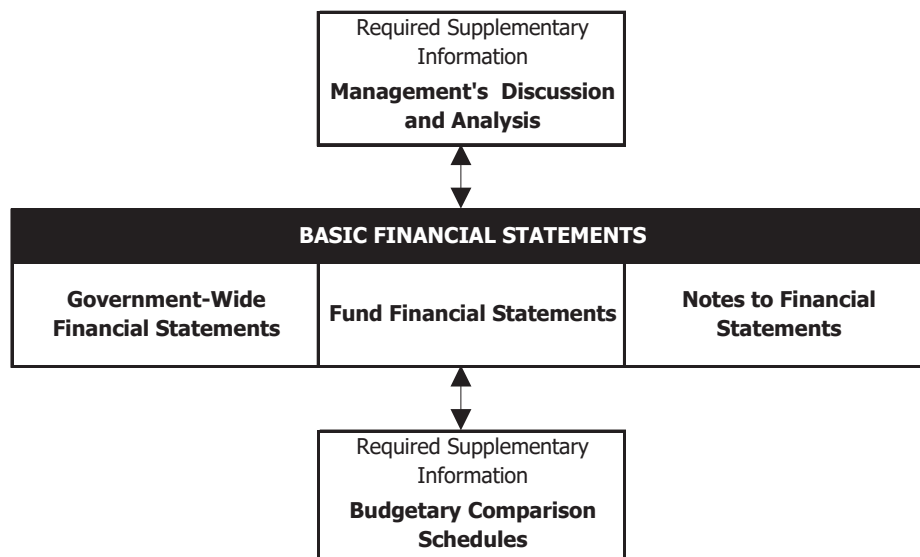 Required Supplementary
Information
Management's Discussion
and Analysis
BASIC FINANCIAL STATEMENTS
Government-Wide
Financial Statements
Fund Financial Statements
Notes to Financial
Statements
Required Supplementary
Information
Budgetary Comparison
Schedules